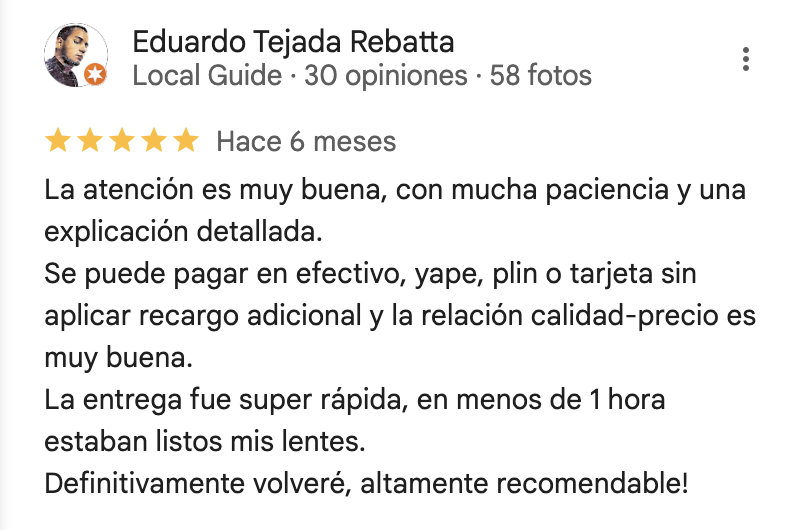 Eduardo Tejada Rebatta
Local Guide · 30 opiniones · 58 fotos
Hace 6 meses
La atención es muy buena, con mucha paciencia y una
explicación detallada.
Se puede pagar en efectivo, yape, plin o tarjeta sin
aplicar recargo adicional y la relación calidad-precio es
muy buena.
La entrega fue super rápida, en menos de 1 hora
estaban listos mis lentes.
Definitivamente volveré, altamente recomendable!